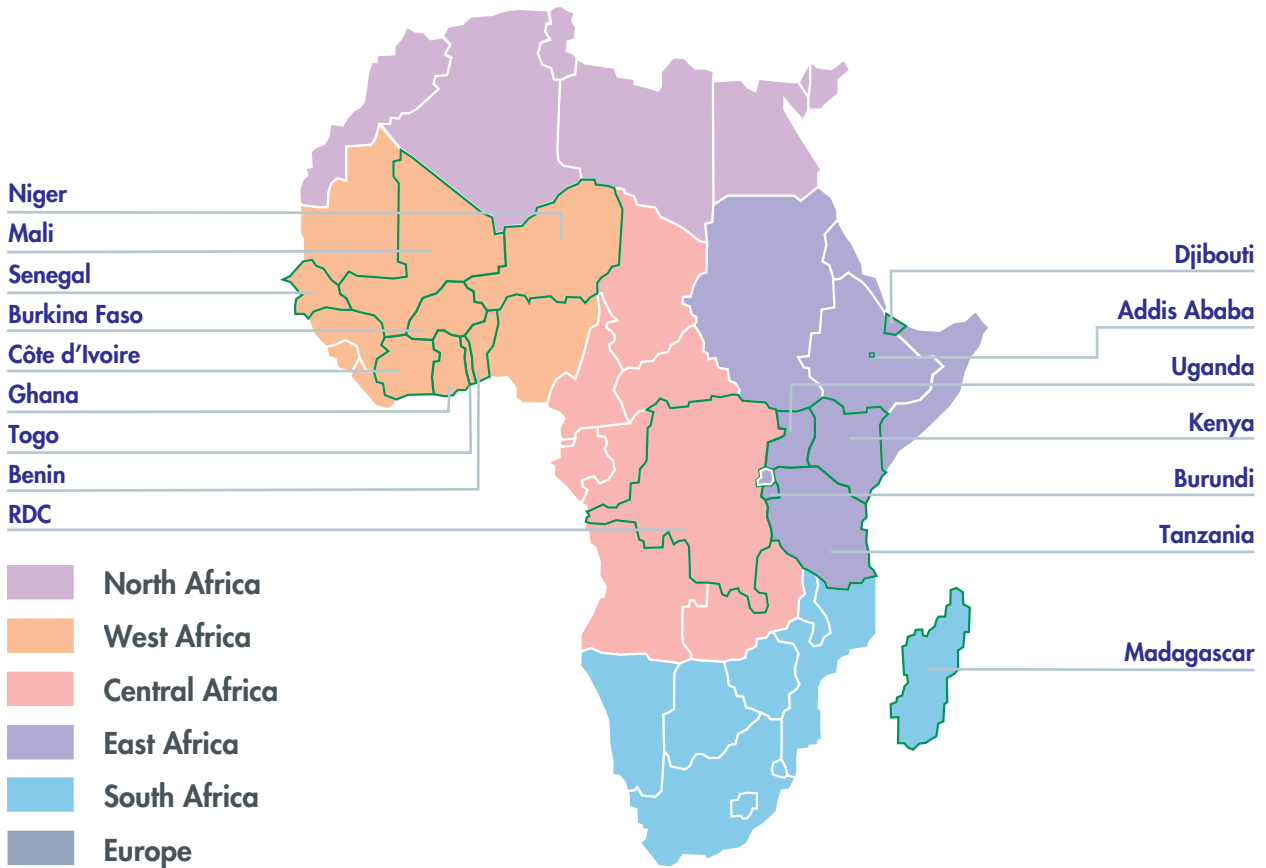 Niger
Mali
Senegal
Burkina Faso
Côte d'Ivoire
Ghana
Togo
Benin
RDC
Djibouti
Addis Ababa
Uganda
Kenya
Burundi
Tanzania
Madagascar
North Africa
West Africa
Central Africa
East Africa
South Africa
Europe